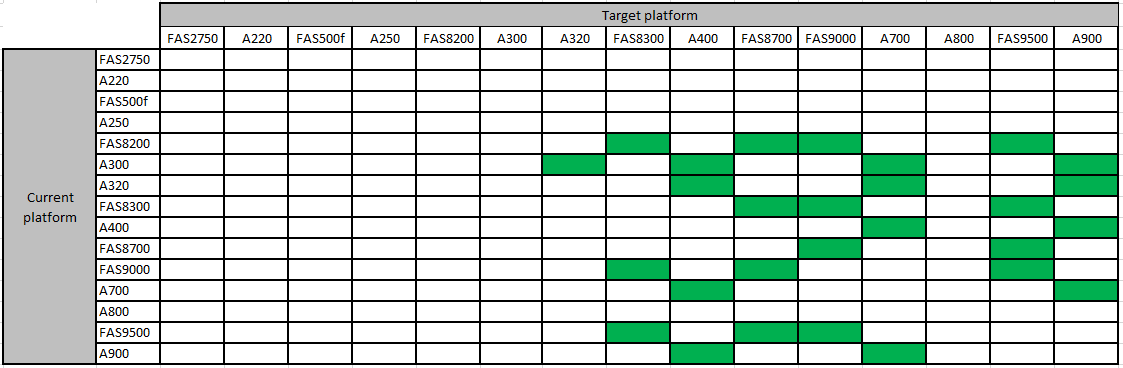 Target platform
FAS2750 A220 FAS500f A250 FAS8200 A300 A320 FAS8300 A400 FAS8700 FAS9000 A700 A800 FAS9500 A900
Current
platform
FAS2750
A220
FAS500f
A250
FAS8200
A300
A320
FAS8300
A400
FAS8700
FAS9000
A700
A800
FAS9500
A900